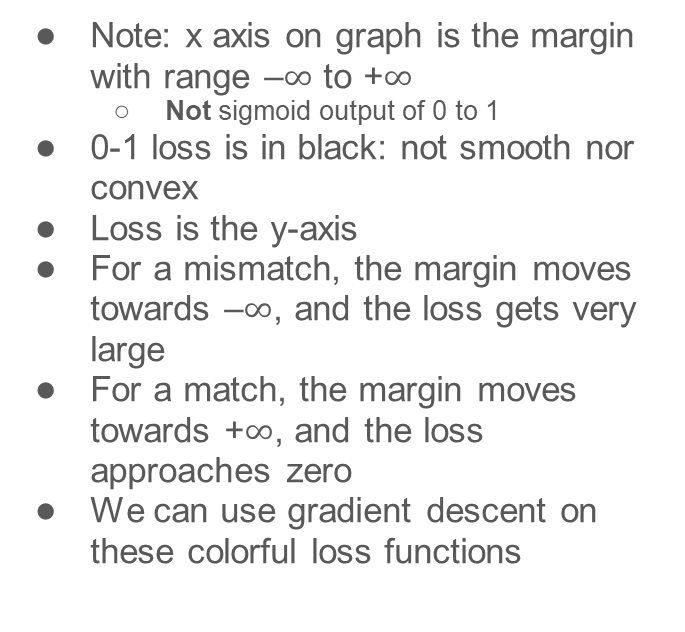 ● Note: x axis on graph is the margin
with range –∞ to +∞
○ Not sigmoid output of 0 to 1
● 0-1 loss is in black: not smooth nor
convex
● Loss is the y-axis
● For a mismatch, the margin moves
towards –∞, and the loss gets very
large
● For a match, the margin moves
towards +∞, and the loss
approaches zero
● We can use gradient descent on
these colorful loss functions